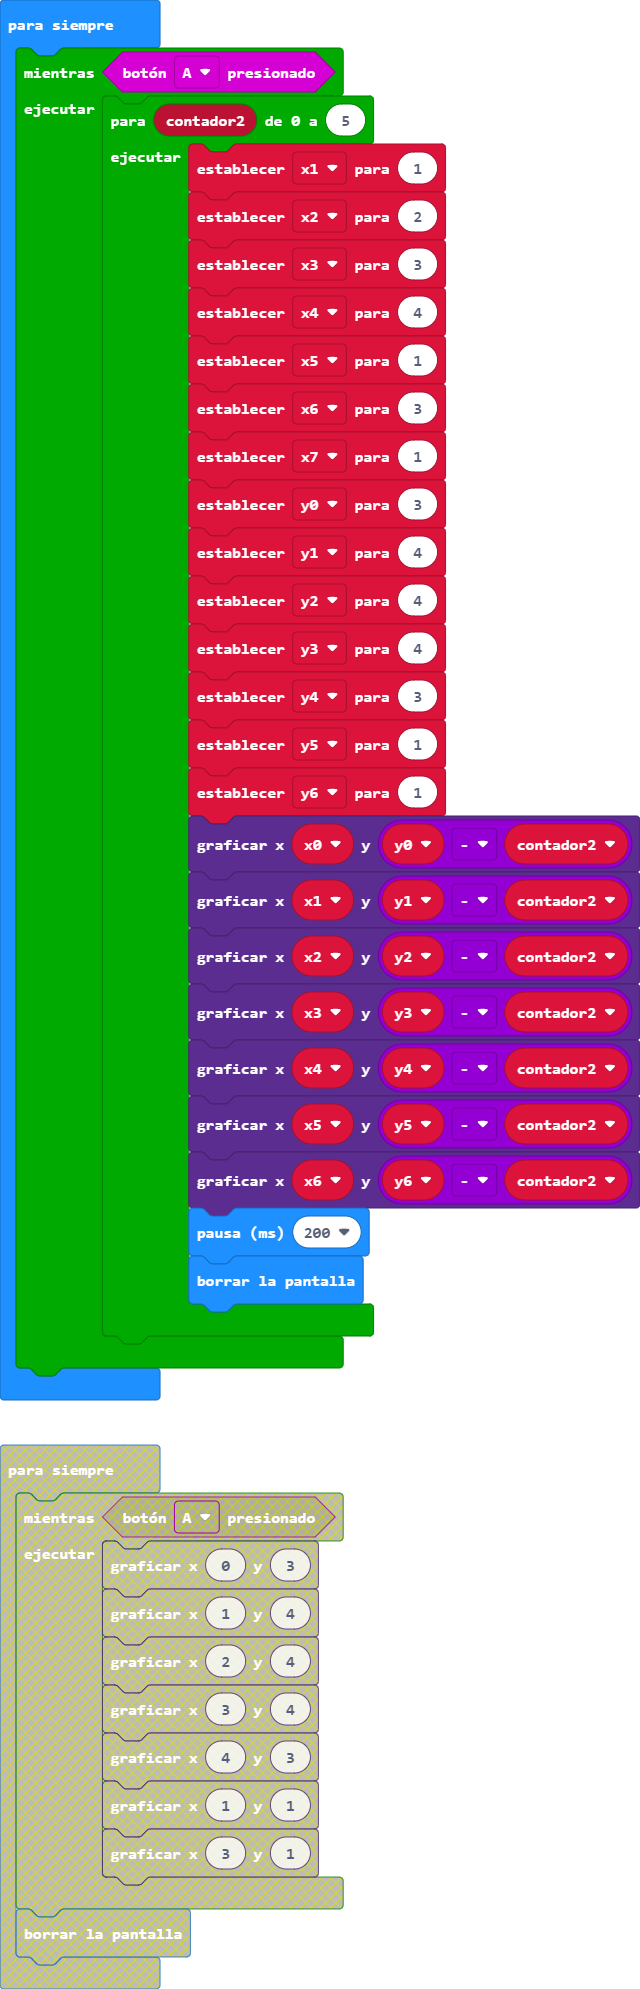 para siempre
mientras botón A presionado
ejecutar
para contador2 de 0 a 5
ejecutar
establecer x1 para 1
establecer x2 para 2
establecer x3 para 3
establecer x4 para 4
establecer x5 para 1
establecer x6 para 3
establecer x7 para 1
establecer y0 para 3
establecer y1 para 4
establecer y2 para 4
establecer y3 para 4
establecer y4 para 3
establecer y5 para 1
establecer y6 para 1
graficar x x0 y y0 - contador2
graficar x x1 y y1 - contador2
graficar x x2 y y2 - contador2
graficar x x3 y y3 - contador2
graficar x x4 y y4 - contador2
graficar x x5 y y5 - contador2
graficar x x6 y y6 - contador2
pausa (ms) 200
borrar la pantalla
para siempre
mientras botón A presionado
ejecutar
graficar x 0 y 3
graficar x 1 y 4
graficar x 2 y 4
graficar x 3 y 4
graficar x 4 y 3
graficar x 1 y 1
graficar x 3 y 1
borrar la pantalla